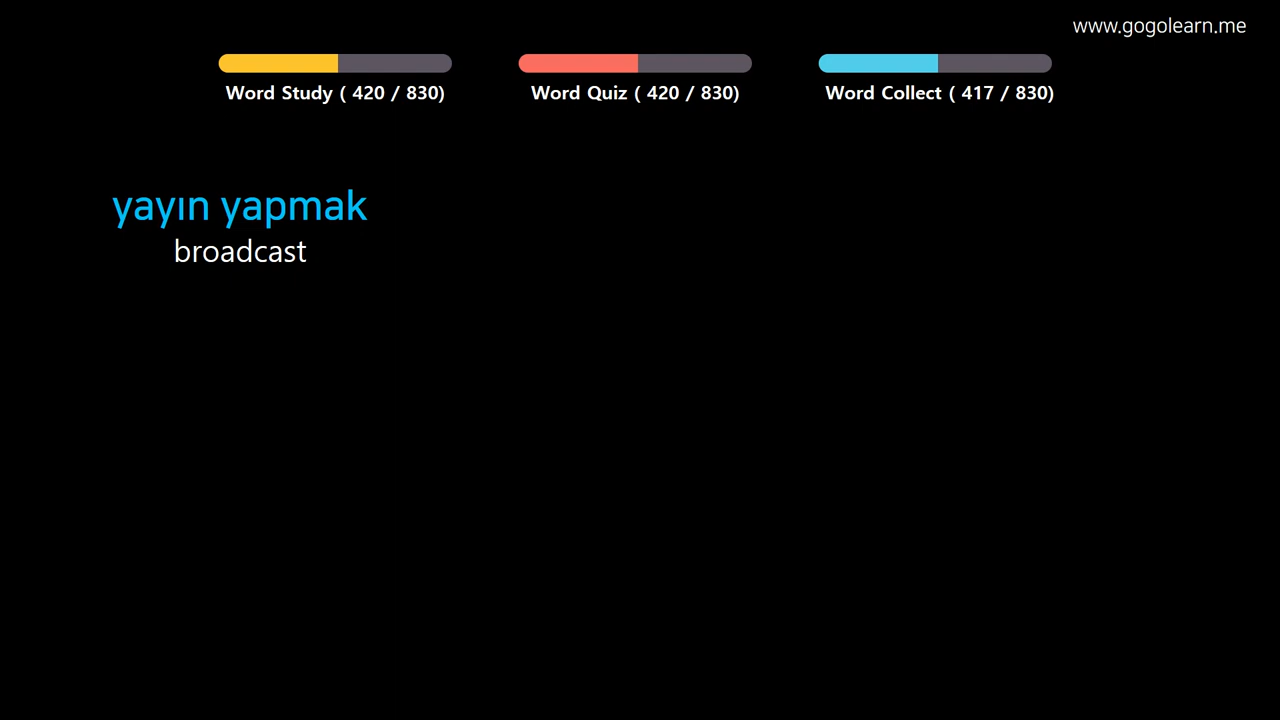 www.gogolearn.me
Word Study ( 420 / 830)
Word Quiz ( 420 / 830)
Word Collect ( 417 / 830)
yayın yapmak
broadcast